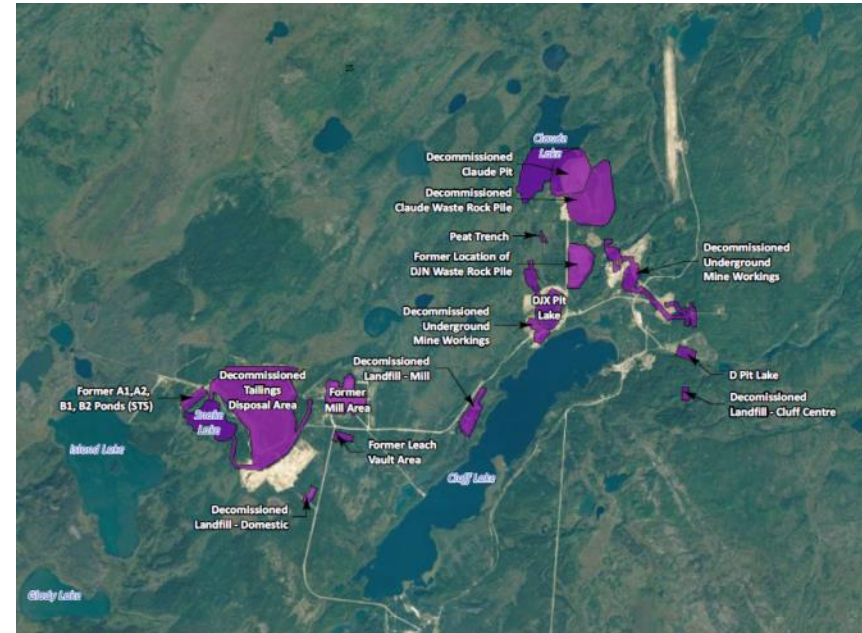 Claude
Lake
Decommissioned
Claude Pit
Decommissioned
Claude Waste Rock Pile
Peat Trench
Former Location of
DJN Waste Rock Pile
Decommissioned
Underground
Mine Workings
DJX Pit
Lake
Decommissioned
Underground
Mine Workings
Decomissioned
Landfill - Mill
D Pit Lake
Decommissioned
Landfill - Cluff Centre
Former A1,A2,
B1, B2 Ponds (STS)
Decommissioned
Tailings
Disposal Area
Former
Mill Area
Snake
Lake
Former Leach
Vault Area
Island Lake
Cluff Lake
Decomissioned
Landfill - Domestic
Glady Lake